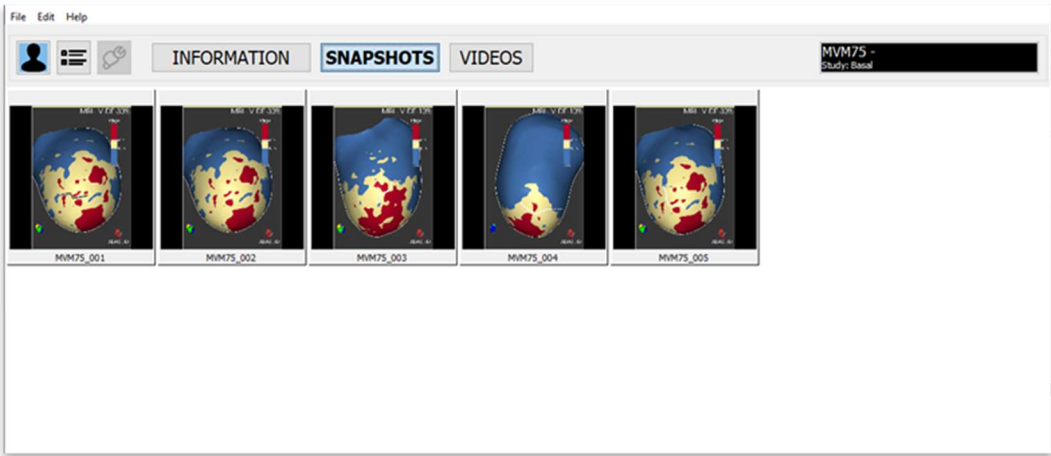 File Edit Help
INFORMATION SNAPSHOTS VIDEOS
MVM75 -
Study: Basal
MVM75_001 MVM75_002 MVM75_003 MVM75_004 MVM75_005